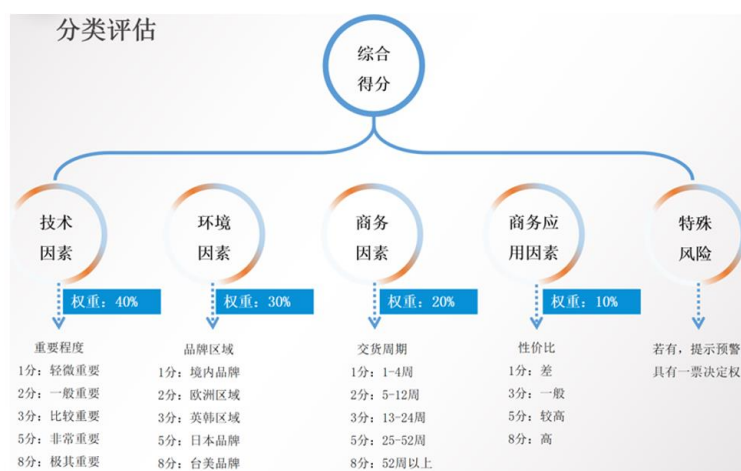 分类评估
综合
得分
技术
因素
环境
因素
商务
因素
商务应
用因素
特殊
风险
权重：40%
权重：30%
权重：20%
权重：10%
重要程度
1分：轻微重要
2分：一般重要
3分：比较重要
5分：非常重要
8分：极其重要
品牌区域
1分：境内品牌
2分：欧洲区域
3分：英韩区域
5分：日本品牌
8分：台美品牌
交货周期
1分：1-4周
2分：5-12周
3分：13-24周
5分：25-52周
8分：52周以上
性价比
1分：差
3分：一般
5分：较高
8分：高
若有，提示预警
具有一票决定权